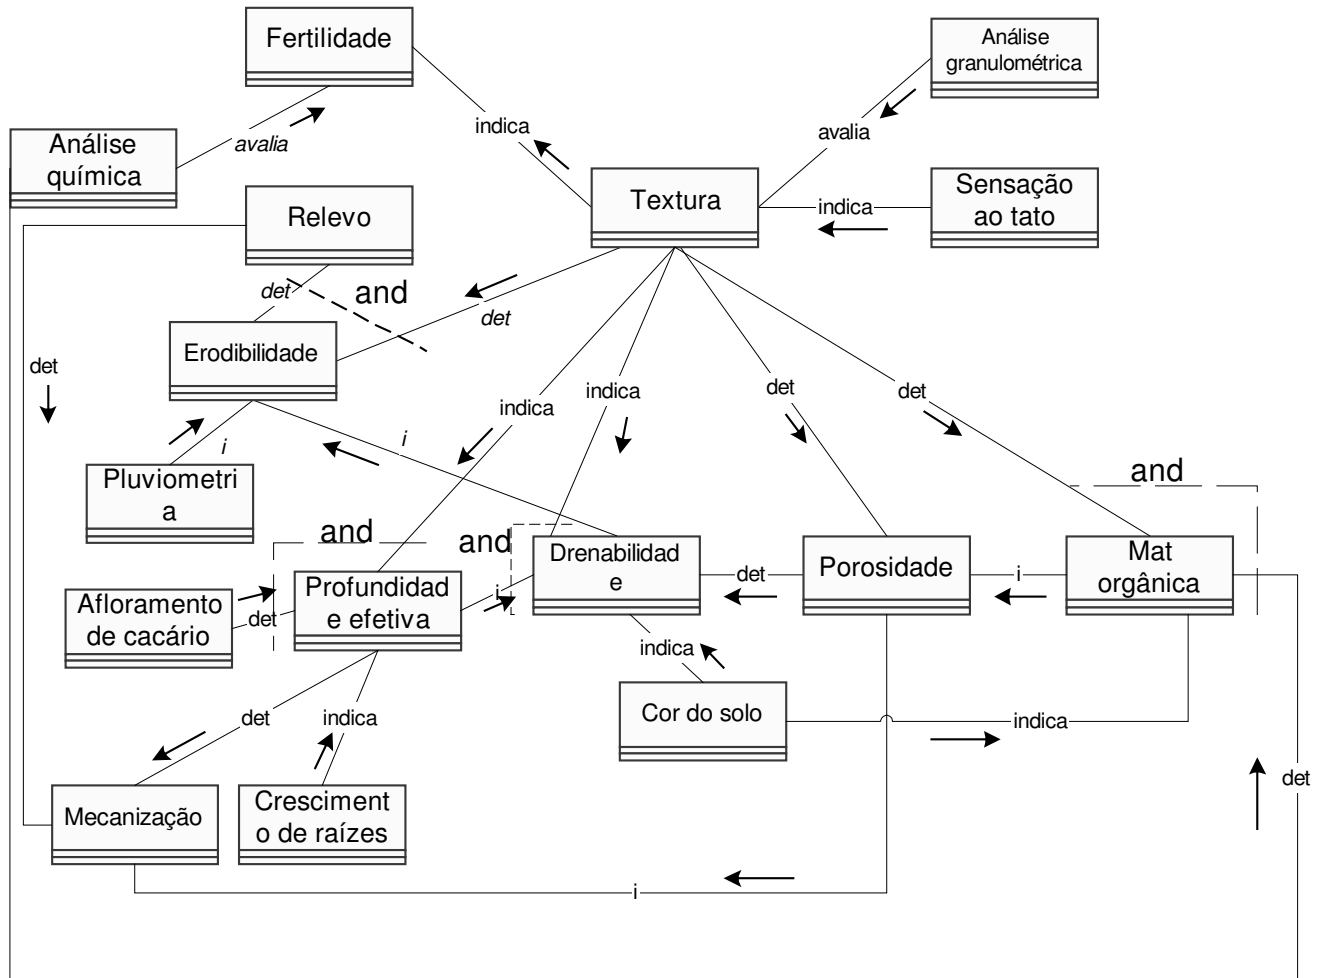 Fertilidade
Análise
granulométrica
indica
avalia
avalia
Análise
química
Textura
Sensação
ao tato
indica
Relevo
det
and
det
Erodibilidade
det
indica
det
det
indica
i
i
Pluviometri
a
and
and
and
Drenabilidad
e
det
Porosidade
i
Mat
orgânica
Afloramento
de cacário
det
Profundidad
e efetiva
i
indica
Cor do solo
indica
det
indica
det
Mecanização
Cresciment
o de raízes
i